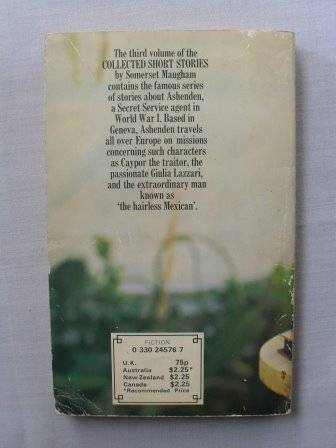 The third volume of the
COLLECTED SHORT STORIES
by Somerset Maugham
contains the famous series
of stories about Ashenden,
a Secret Service agent in
World War I. Based in
Geneva, Ashenden travels
all over Europe on missions
concerning such characters
as Caypor the traitor, the
passionate Giulia Lazzari,
and the extraordinary man
known as
'the hairless Mexican'.
FICTION
0 330 24576 7
U.K. 75p
Australia $2.25*
New Zealand $2.25
Canada $2.25
*Recommended Price